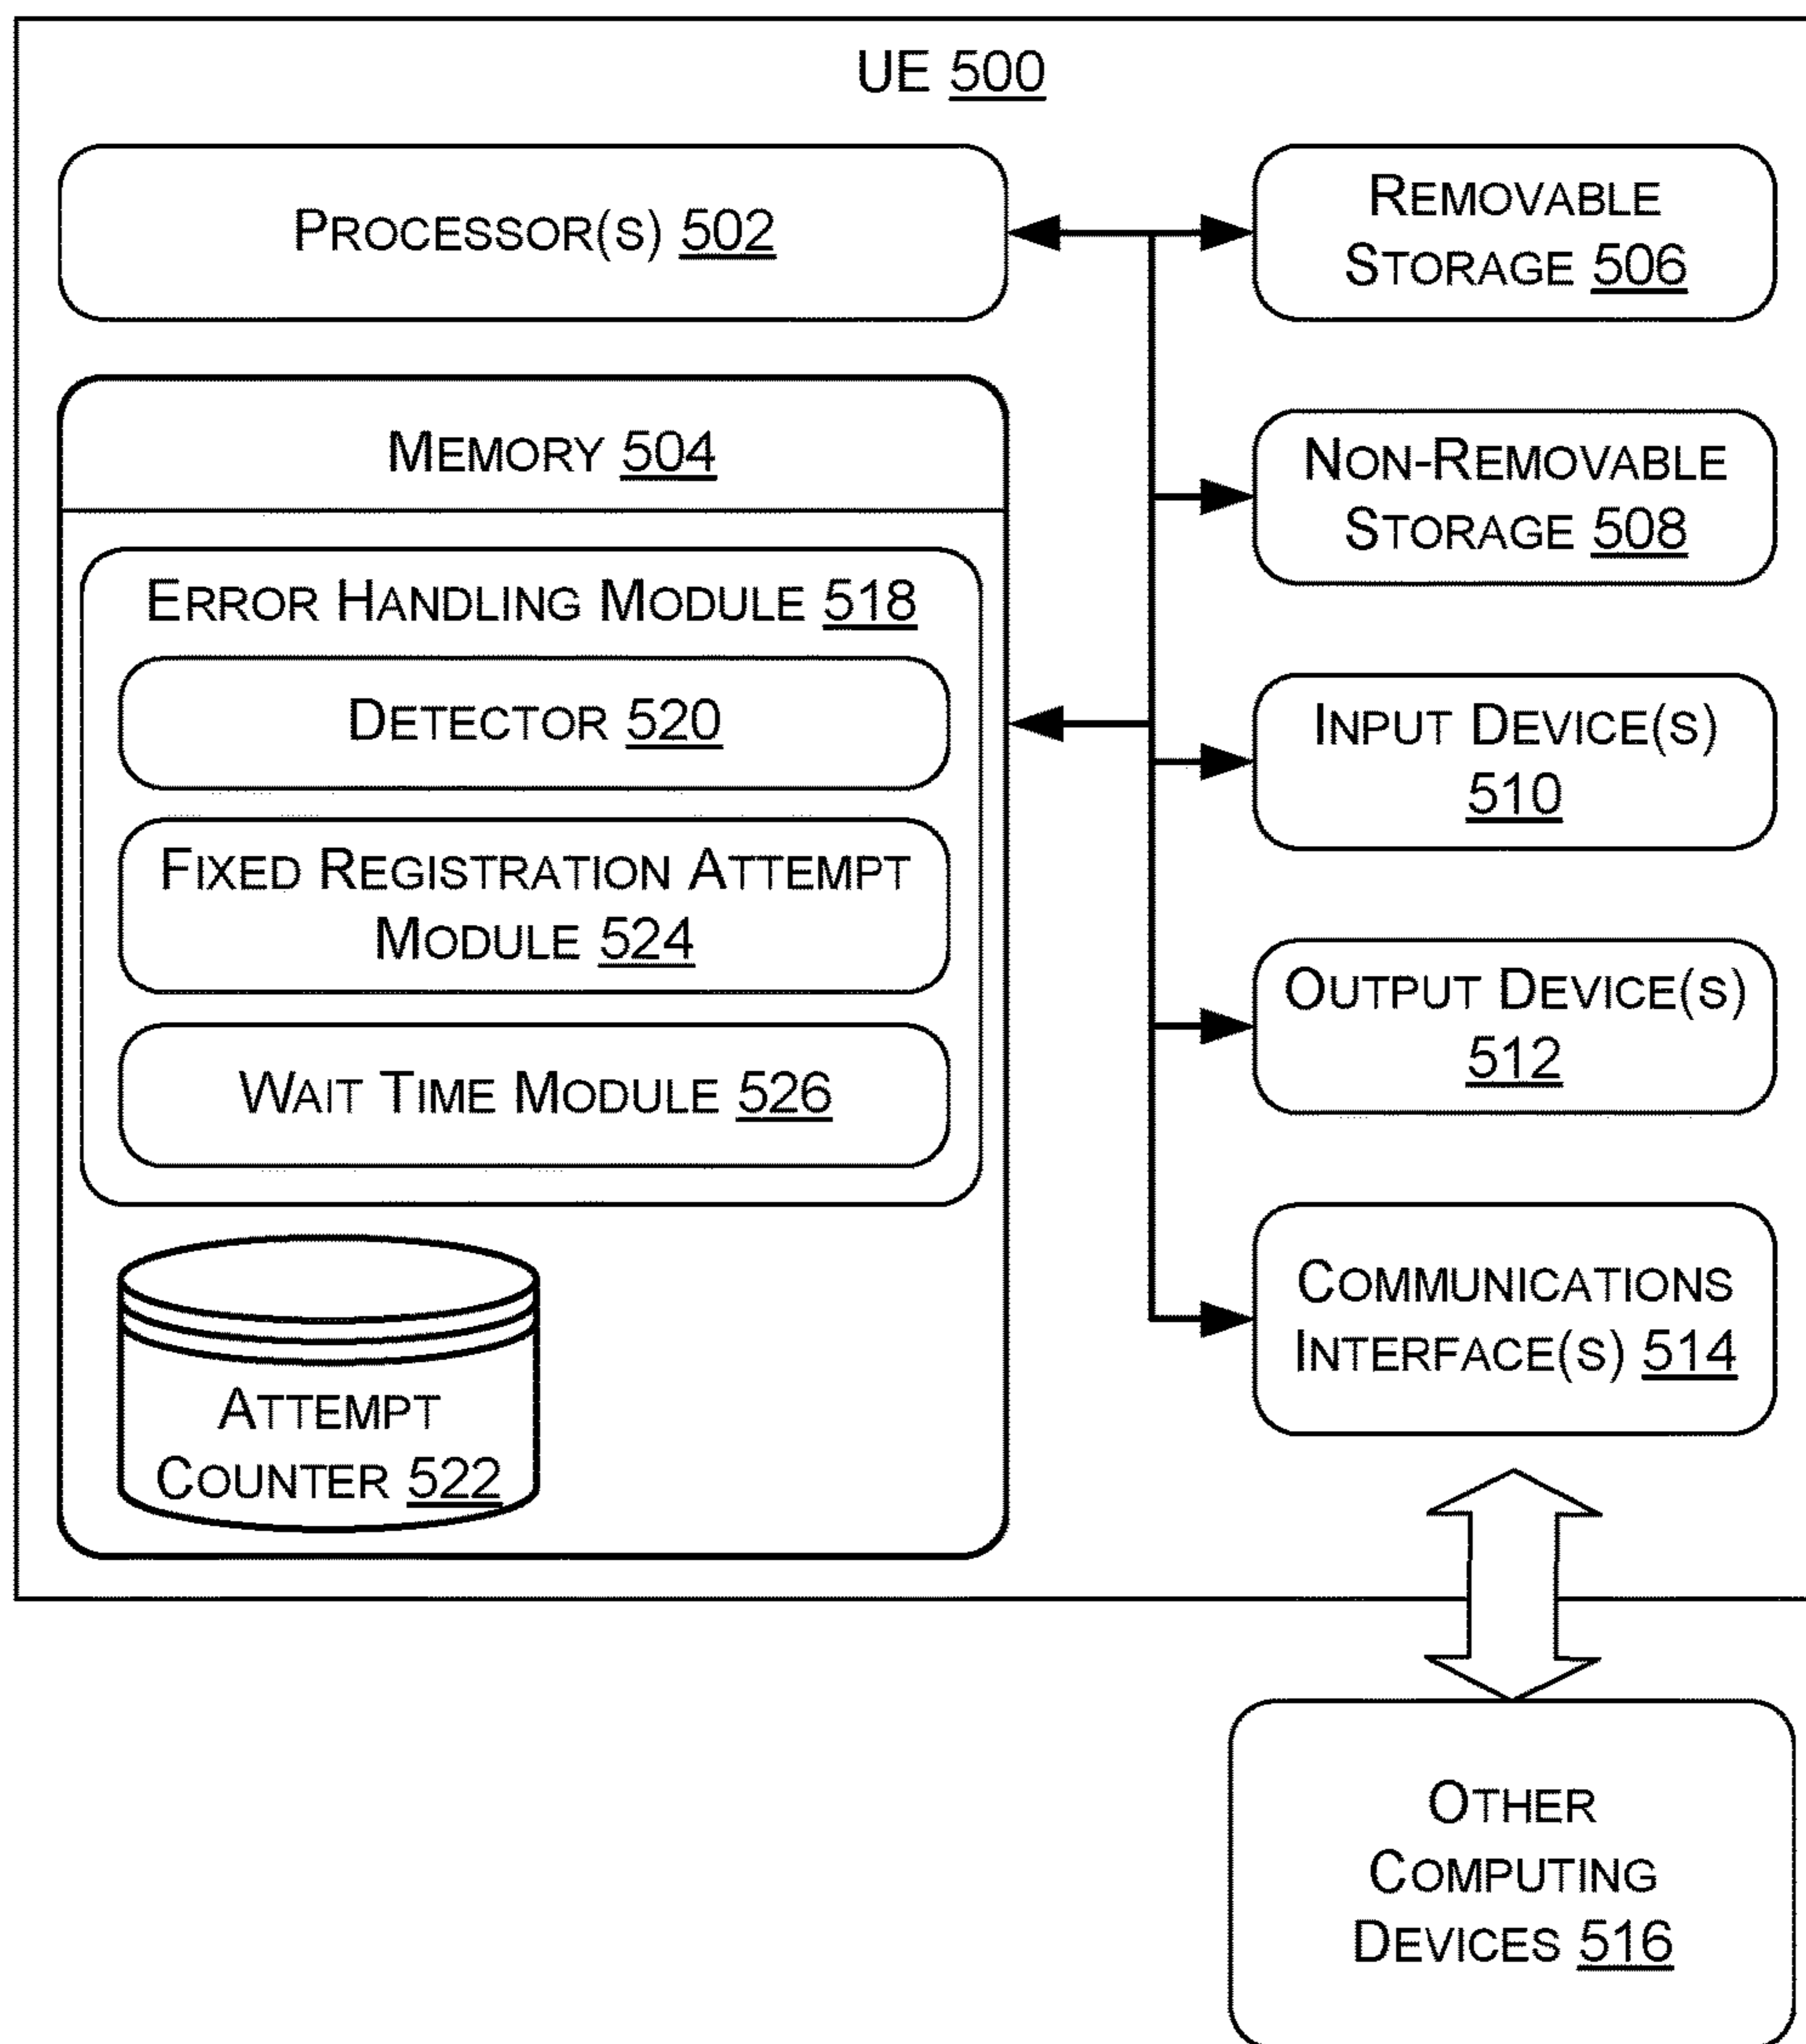 UE 500
PROCESSOR(S) 502
MEMORY 504
ERROR HANDLING MODULE 518
DETECTOR 520
FIXED REGISTRATION ATTEMPT
MODULE 524
WAIT TIME MODULE 526
ATTEMPT
COUNTER 522
REMOVABLE
STORAGE 506
NON-REMOVABLE
STORAGE 508
INPUT DEVICE(S)
510
OUTPUT DEVICE(S)
512
COMMUNICATIONS
INTERFACE(S) 514
OTHER
COMPUTING
DEVICES 516